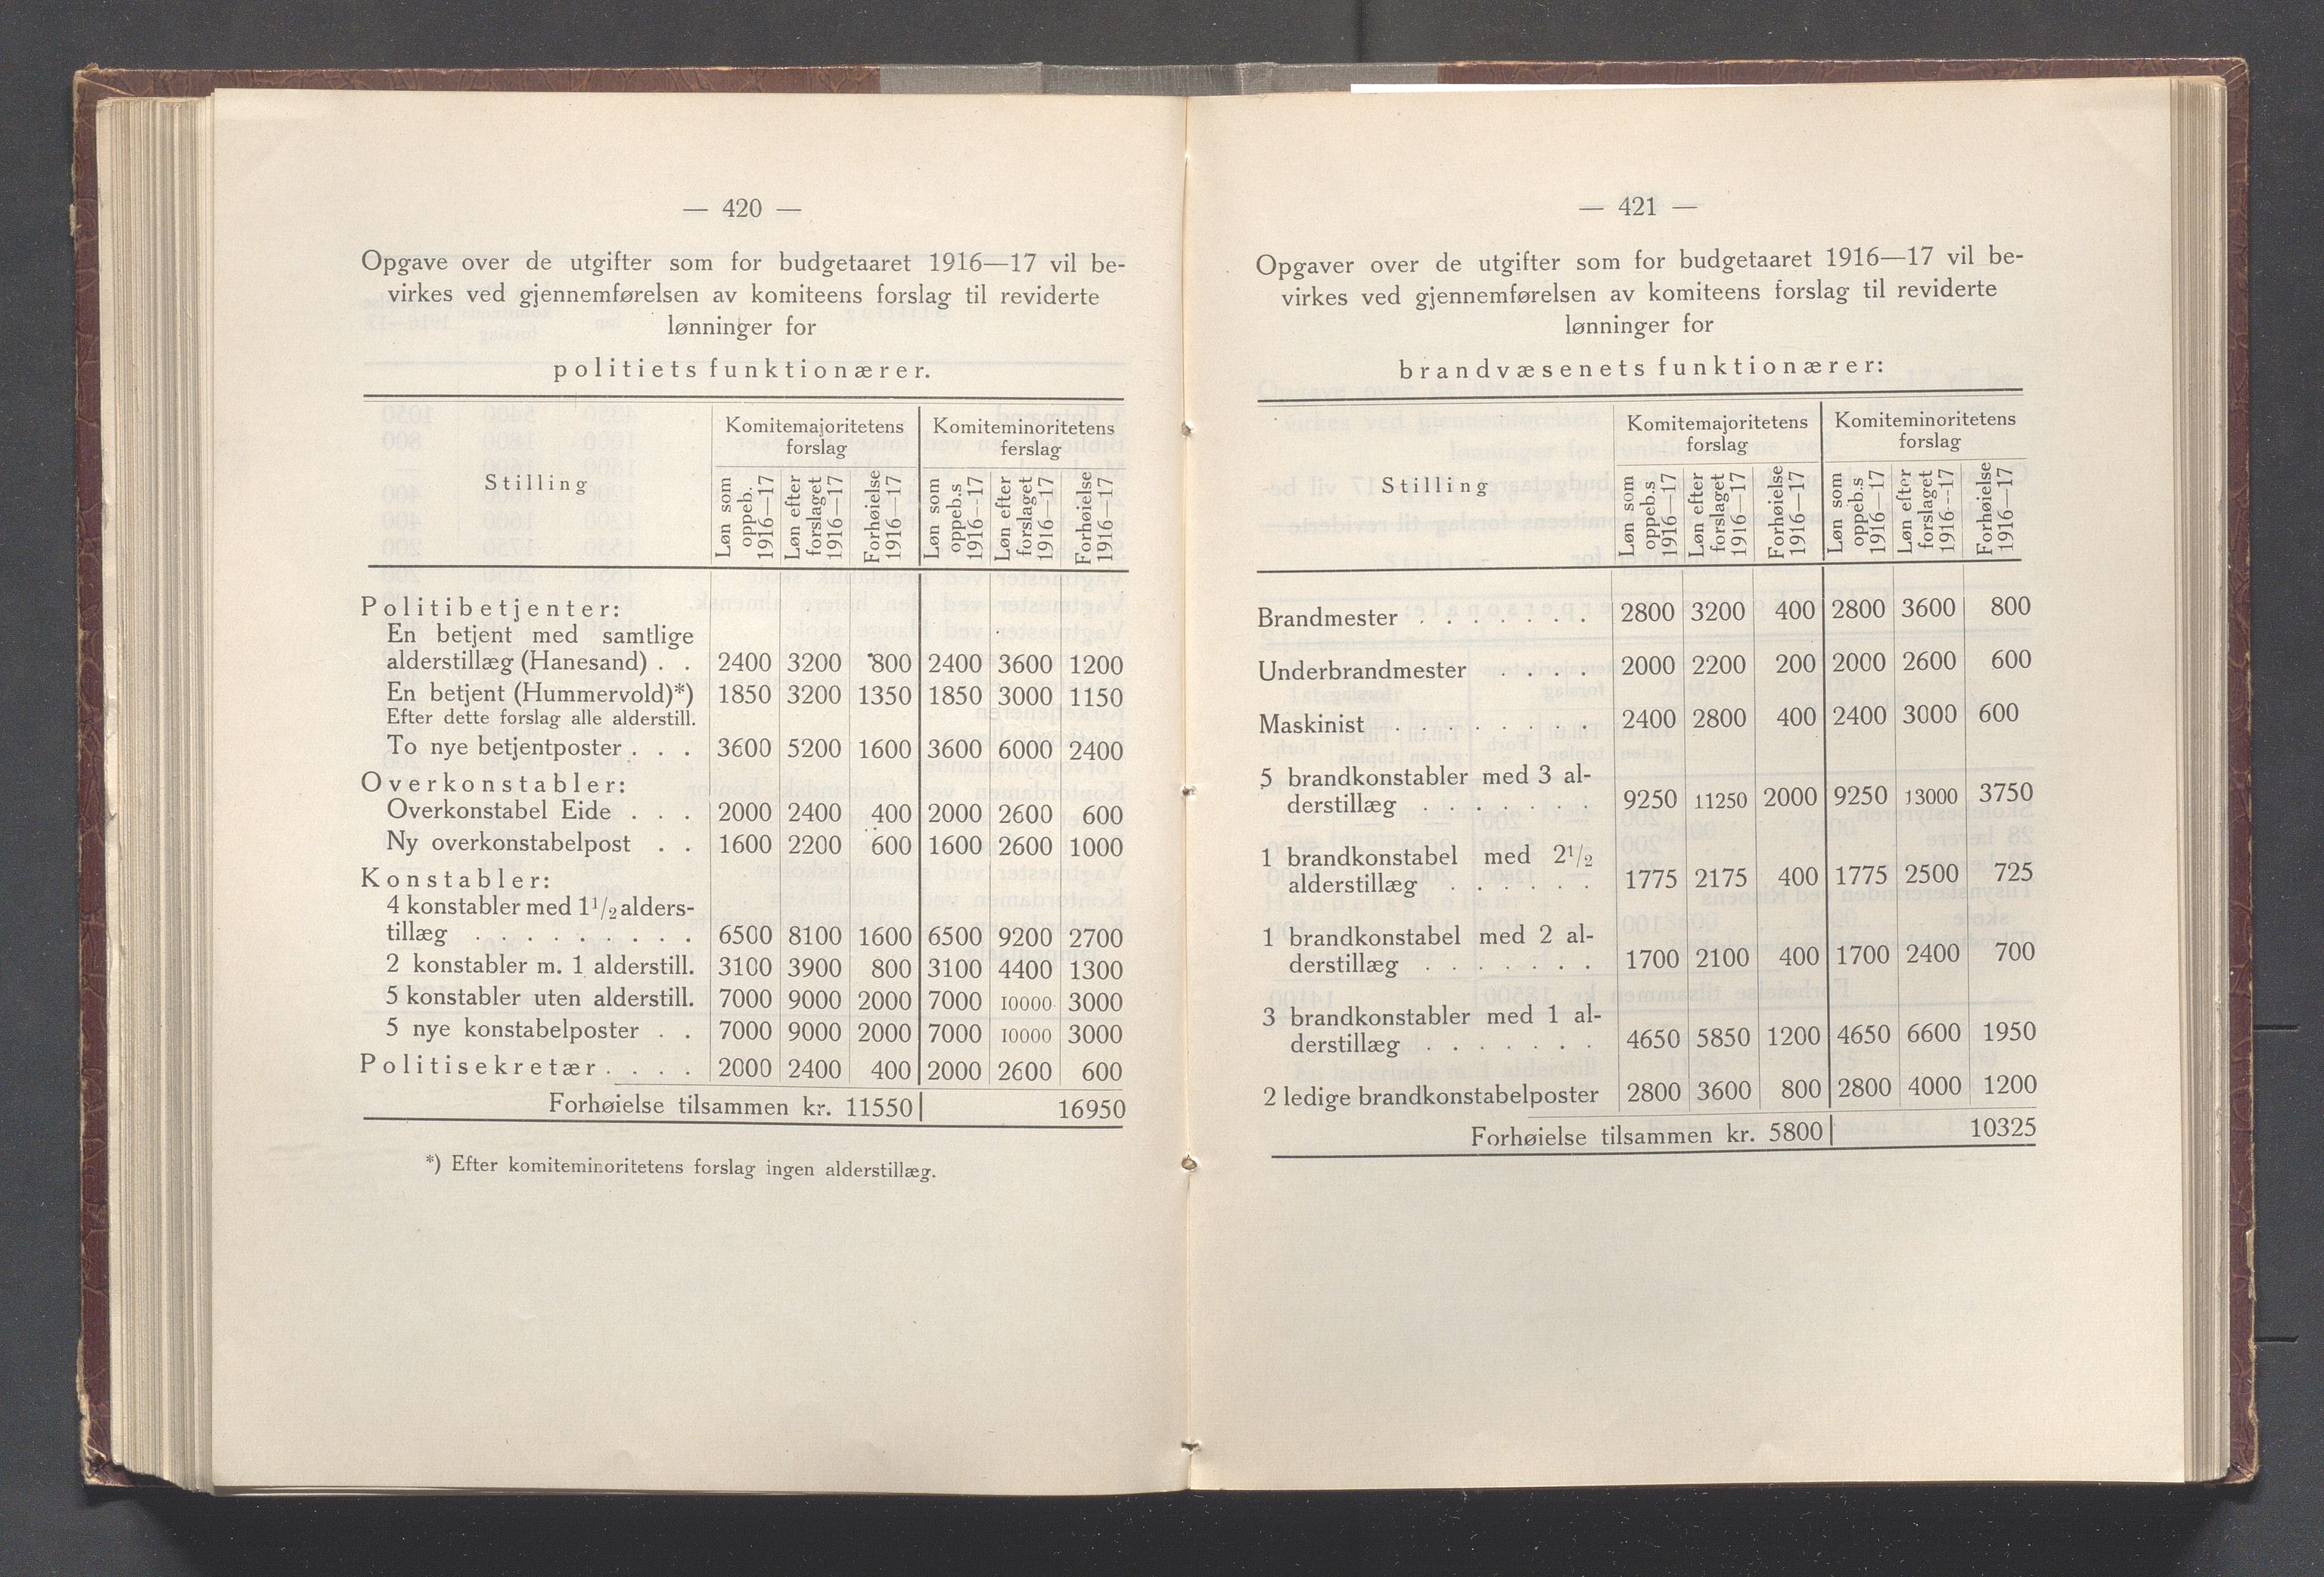 — 420 —
Opgave over de utgifter som for budgetaaret 1916—17 vil be-
virkes ved gjennemførelsen av komiteens forslag til reviderte
lønninger for
politiets funktionærer.
Stilling
Komitemajoritetens
forslag
Komiteminoritetens
ferslag
Løn som
oppeb.
1916—17
Løn efter
forslaget
1916—17
Forhøielse
1916—17
Løn som
oppeb.s
1916—17
Løn efter
forslaget
1916—17
Forhøielse
1916—17
Politibetjenter:
En betjent med samtlige
alderstillæg (Hanesand) . . 2400 3200 800 2400 3600 1200
En betjent (Hummervold)*) 1850 3200 1350 1850 3000 1150
Efter dette forslag alle alderstill.
To nye betjentposter . . . 3600 5200 1600 3600 6000 2400
Overkonstabler:
Overkonstabel Eide . . . 2000 2400 400 2000 2600 600
Ny overkonstabelpost . . 1600 2200 600 1600 2600 1000
Konstabler:
4 konstabler med 1 1/2 alders-
tillæg . . . . . . . . . 6500 8100 1600 6500 9200 2700
2 konstabler m. 1 alderstill. 3100 3900 800 3100 4400 1300
5 konstabler uten alderstill. 7000 9000 2000 7000 10000 3000
5 nye konstabelposter . . 7000 9000 2000 7000 10000 3000
Politisekretær . . . . 2000 2400 400 2000 2600 600
Forhøielse tilsammen kr. 11550 16950
*) Efter komiteminoritetens forslag ingen alderstillæg.
— 421 —
Opgaver over de utgifter som for budgetaaret 1916—17 vil be-
virkes ved gjennemførelsen av komiteens forslag til reviderte
lønninger for
brandvæsenets funktionærer:
Stilling
Komitemajoritetens
forslag
Komiteminoritetens
forslag
Løn som
oppeb.s
1916—17
Løn efter
forslaget
1916—17
Forhøielse
1916—17
Løn som
oppeb.s
1916—17
Løn efter
forslaget
1916--17
Forhøielse
1916—17
Brandmester . . . . . . . 2800 3200 400 2800 3600 800
Underbrandmester . . . . 2000 2200 200 2000 2600 600
Maskinist . . . . . . . . 2400 2800 400 2400 3000 600
5 brandkonstabler med 3 al-
derstillæg . . . . . . . 9250 11250 2000 9250 13000 3750
1 brandkonstabel med 2 1/2
alderstillæg . . . . . . 1775 2175 400 1775 2500 725
1 brandkonstabel med 2 al-
derstillæg . . . . . . . 1700 2100 400 1700 2400 700
3 brandkonstabler med 1 al-
derstillæg . . . . . . . 4650 5850 1200 4650 6600 1950
2 ledige brandkonstabelposter 2800 3600 800 2800 4000 1200
Forhøielse tilsammen kr. 5800 10325